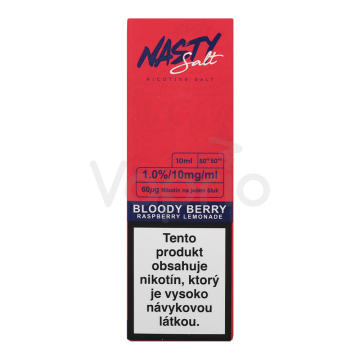 NASTY
Salt
NICOTINE SALT
10ml
50°50°
1.0%/10mg/ml
60µg Nikotín na jeden šluk
BLOODY BERRY
RASPBERRY LEMONADE
Tento
produkt
obsahuje
nikotín, ktorý
je vysoko
návykovou
látkou.